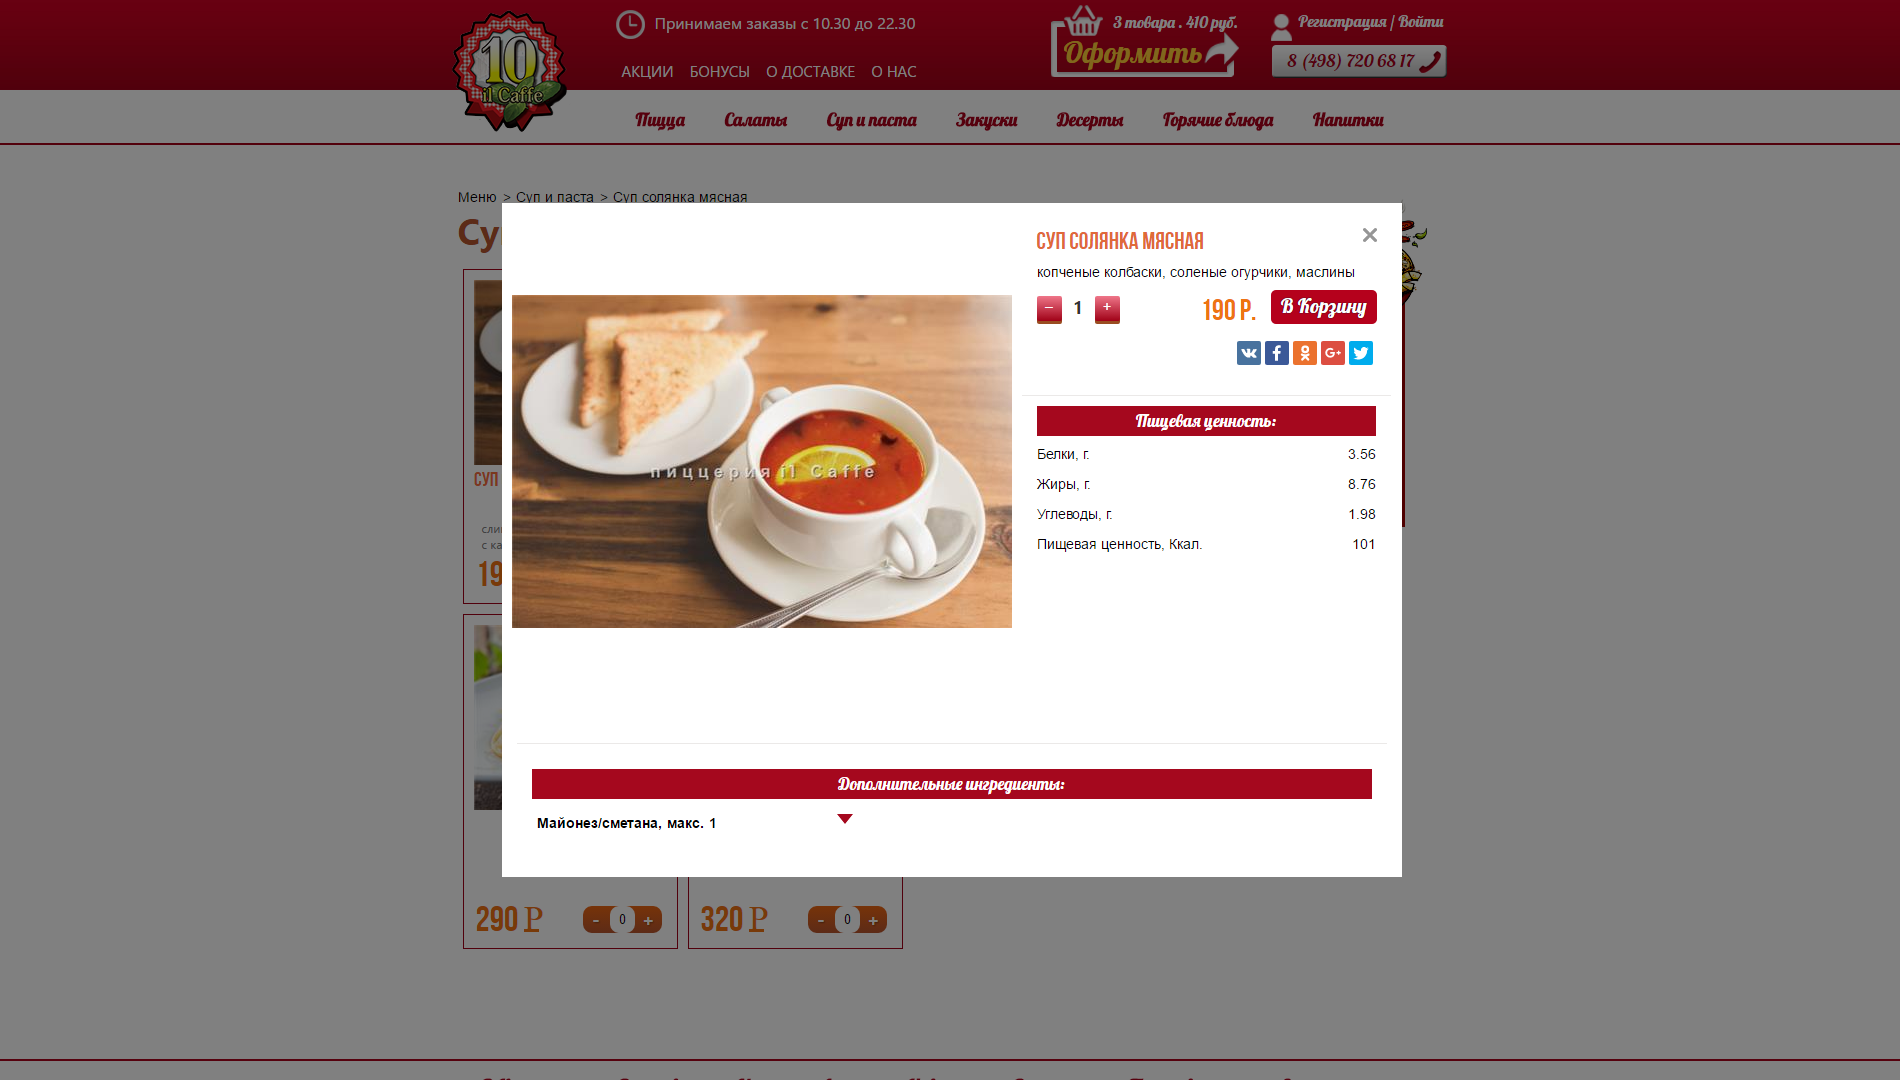 Принимаем заказы с 10.30 до 22.30
3 товара . 410 руб.
Регистрация / Войти
10
il Caffe
Оформить
8 (498) 720 68 17
АКЦИИ БОНУСЫ О ДОСТАВКЕ О НАС
Пицца Салаты Суп и паста Закуски Десерты Горячие блюда Напитки
Меню > Суп и паста > Суп солянка мясная
Су
СУП СОЛЯНКА МЯСНАЯ
×
копченые колбаски, соленые огурчики, маслины
– 1 +
190 Р.
В Корзину
Пищевая ценность:
Белки, г. 3.56
Жиры, г. 8.76
Углеводы, г. 1.98
Пищевая ценность, Ккал. 101
пиццерия il Caffe
СУП
с ка
19
Дополнительные ингредиенты:
Майонез/сметана, макс. 1
290 Р - 0 +
320 Р - 0 +